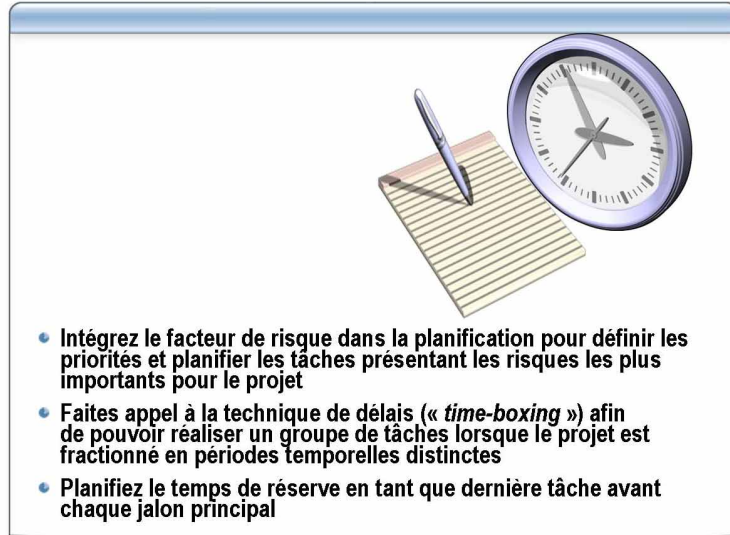 Intégrez le facteur de risque dans la planification pour définir les
priorités et planifier les tâches présentant les risques les plus
importants pour le projet
Faites appel à la technique de délais (« time-boxing ») afin
de pouvoir réaliser un groupe de tâches lorsque le projet est
fractionné en périodes temporelles distinctes
Planifiez le temps de réserve en tant que dernière tâche avant
chaque jalon principal